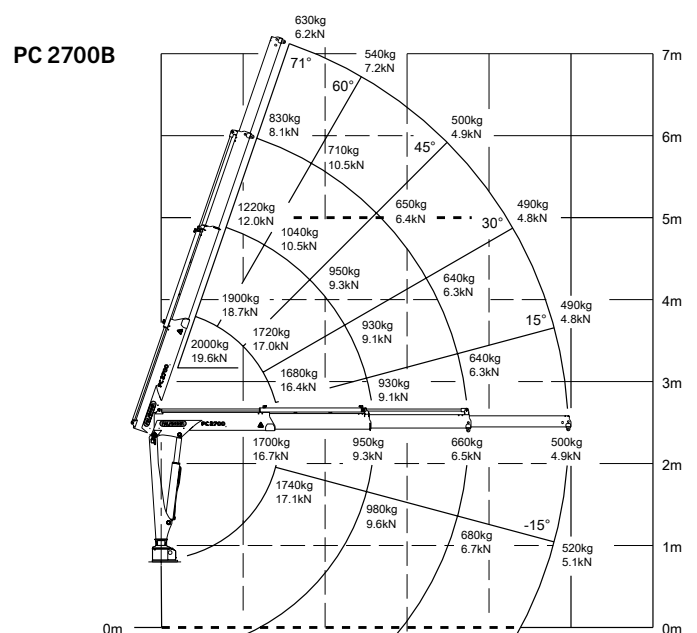 630kg
6.2kN
PC 2700B
540kg
7.2kN
7m
71°
60°
830kg
8.1kN
500kg
4.9kN
6m
710kg
10.5kN
45°
1220kg
12.0kN
650kg
6.4kN
490kg
4.8kN
30°
5m
1040kg
10.5kN
950kg
9.3kN
640kg
6.3kN
1900kg
18.7kN
490kg
4.8kN
4m
15°
930kg
9.1kN
1720kg
17.0kN
2000kg
19.6kN
640kg
6.3kN
1680kg
16.4kN
930kg
9.1kN
3m
PC 2700
PC 2700
1700kg
16.7kN
950kg
9.3kN
660kg
6.5kN
500kg
4.9kN
2m
1740kg
17.1kN
980kg
9.6kN
-15°
680kg
6.7kN
520kg
5.1kN
1m
0m
0m